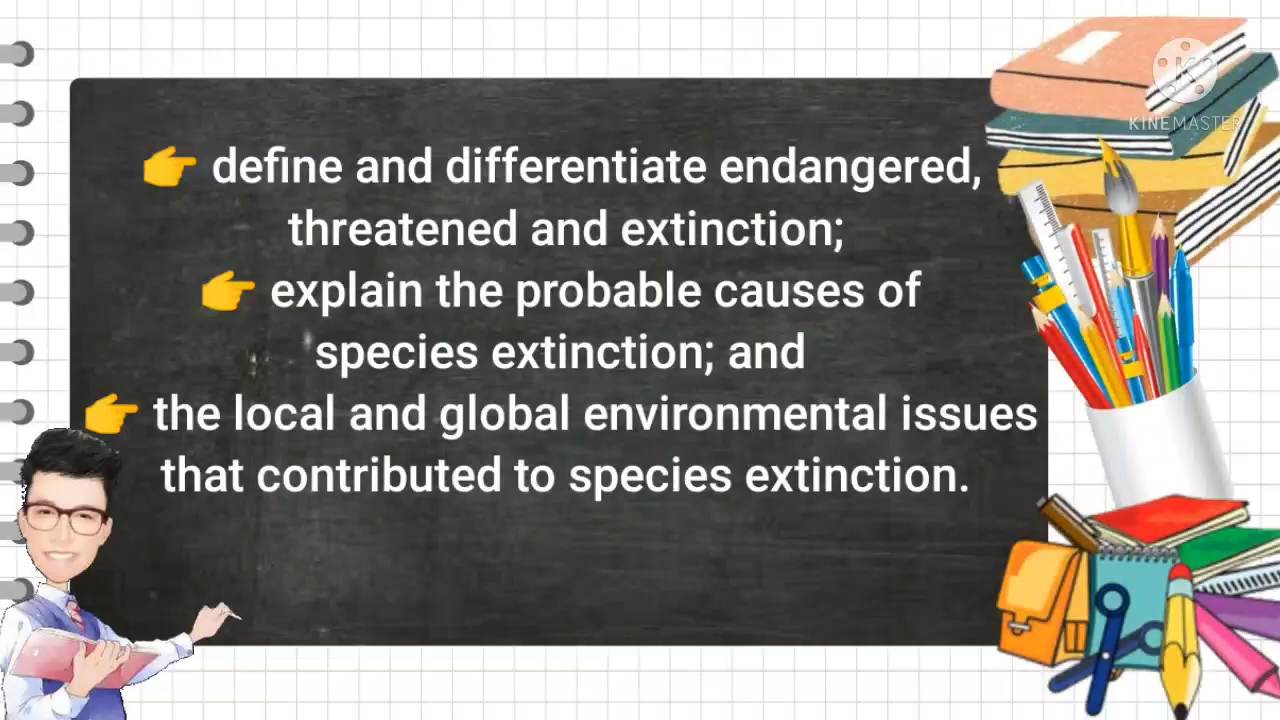 👉 define and differentiate endangered,
threatened and extinction;
👉 explain the probable causes of
species extinction; and
👉 the local and global environmental issues
that contributed to species extinction.
KINEMASTER